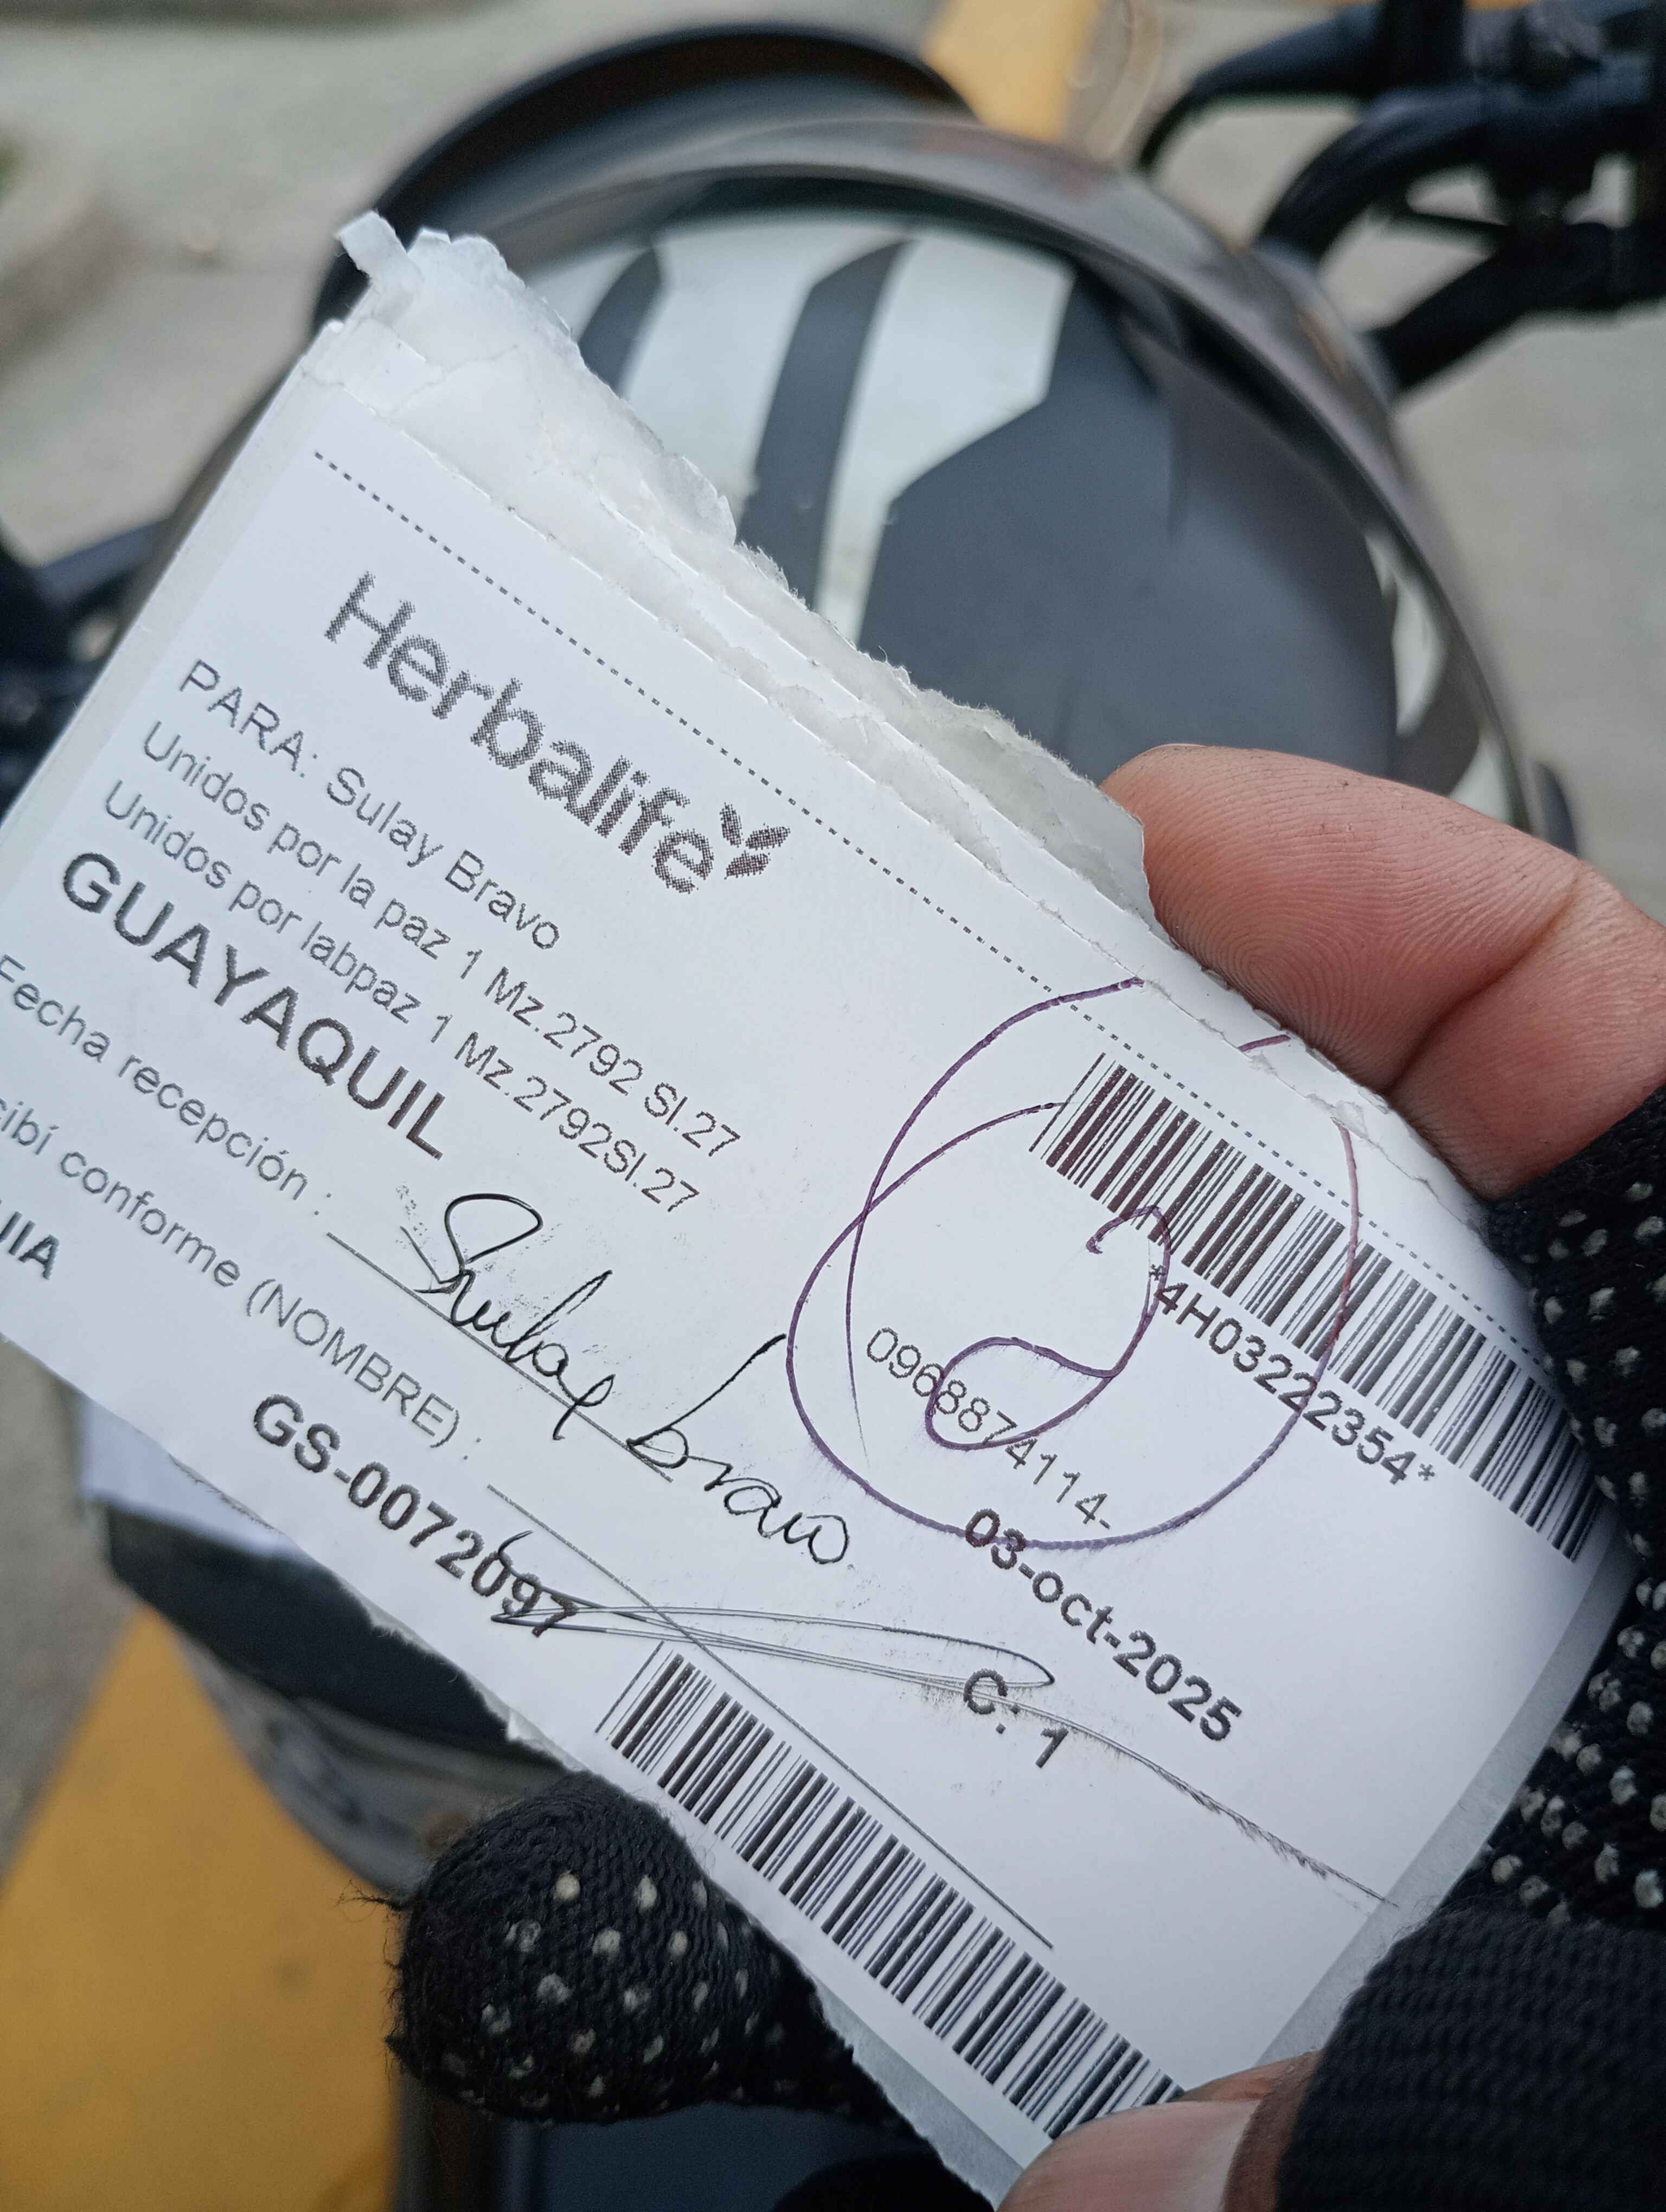 Herbalife
PARA: Sulay Bravo
Unidos por la paz 1 Mz.2792 Sl.27
Unidos por labpaz 1 Mz.2792Sl.27
GUAYAQUIL
*4H03222354*
0968874114-
03-oct-2025
Fecha recepción :
Sulay bravo
cibí conforme (NOMBRE) :
C: 1
UIA
GS-0072097